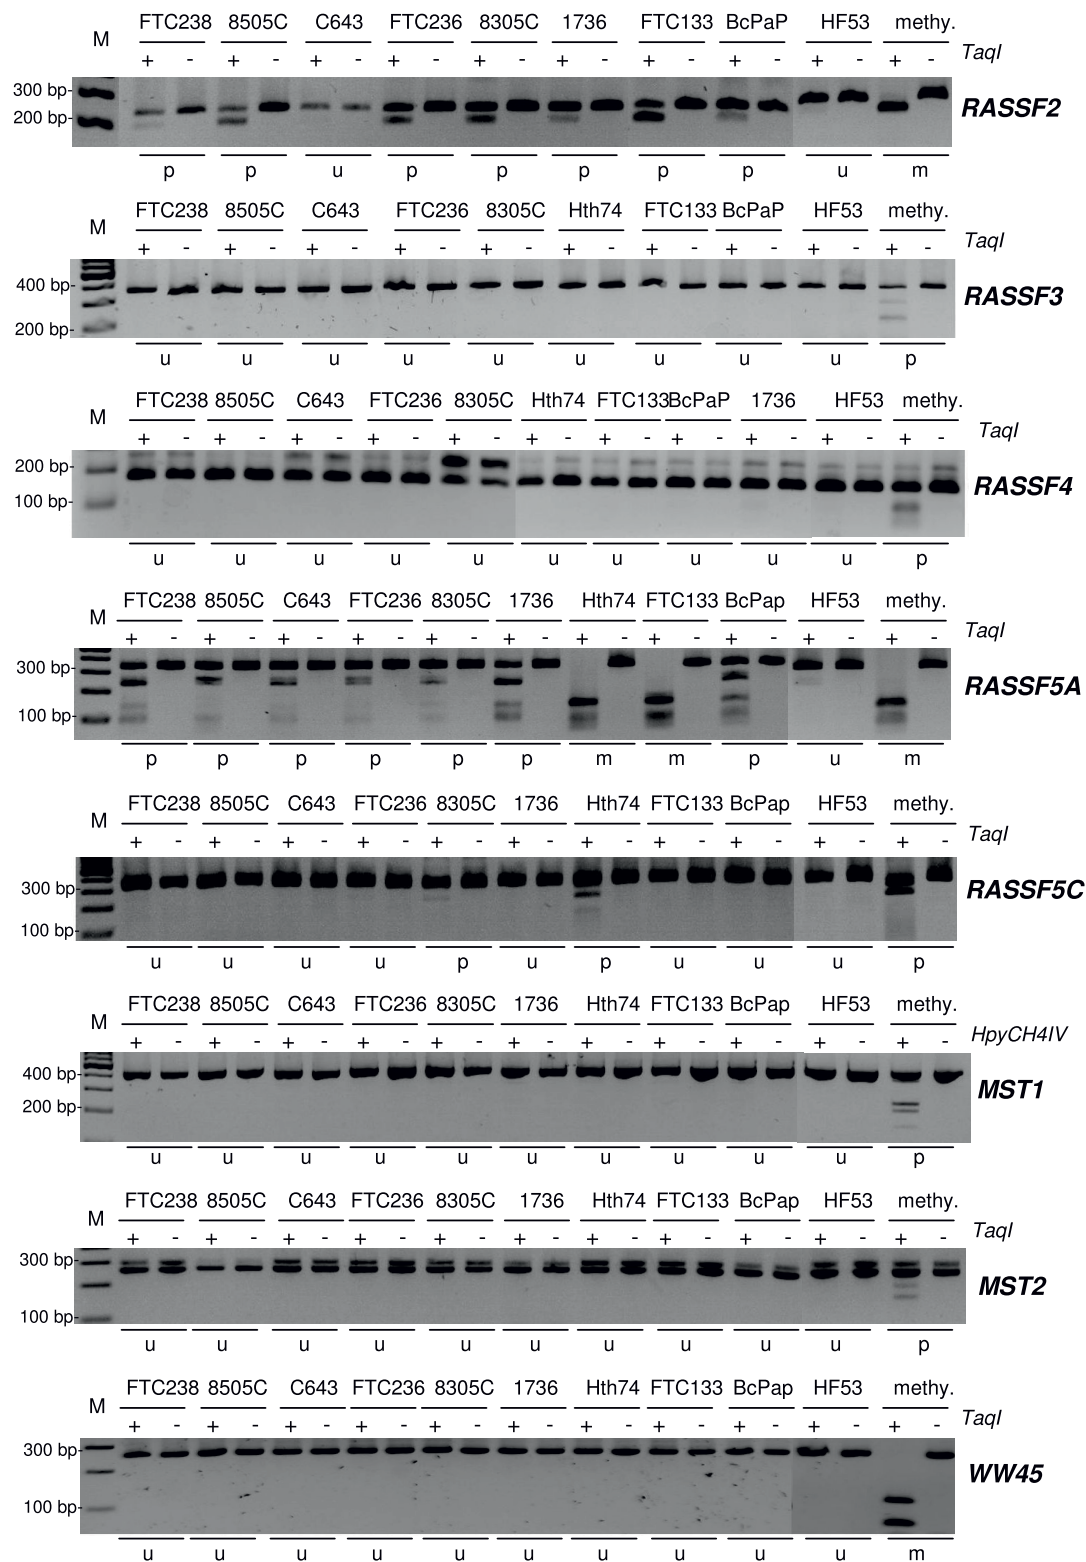 FTC238 8505C C643 FTC236 8305C 1736 FTC133 BcPaP HF53 methy.
M
+ - + - + - + - + - + - + - + - + - + - TaqI
300 bp-
200 bp-
RASSF2
p p u p p p p p u m
FTC238 8505C C643 FTC236 8305C Hth74 FTC133 BcPaP HF53 methy.
M
+ - + - + - + - + - + - + - + - + - + - TaqI
400 bp-
200 bp-
RASSF3
u u u u u u u u u p
FTC238 8505C C643 FTC236 8305C Hth74 FTC133 BcPaP 1736 HF53 methy.
M
+ - + - + - + - + - + - + - + - + - + - + - TaqI
200 bp-
100 bp-
RASSF4
u u u u u u u u u u p
FTC238 8505C C643 FTC236 8305C 1736 Hth74 FTC133 BcPap HF53 methy.
M
+ - + - + - + - + - + - + - + - + - + - + - TaqI
300 bp-
100 bp-
RASSF5A
p p p p p p m m p u m
FTC238 8505C C643 FTC236 8305C 1736 Hth74 FTC133 BcPap HF53 methy.
M
+ - + - + - + - + - + - + - + - + - + - + - TaqI
300 bp-
100 bp-
RASSF5C
u u u u p u p u u u p
FTC238 8505C C643 FTC236 8305C 1736 Hth74 FTC133 BcPap HF53 methy.
M
+ - + - + - + - + - + - + - + - + - + - + - HpyCH4IV
400 bp-
200 bp-
MST1
u u u u u u u u u u p
FTC238 8505C C643 FTC236 8305C 1736 Hth74 FTC133 BcPap HF53 methy.
M
+ - + - + - + - + - + - + - + - + - + - + - TaqI
300 bp-
100 bp-
MST2
u u u u u u u u u u p
FTC238 8505C C643 FTC236 8305C 1736 Hth74 FTC133 BcPap HF53 methy.
M
+ - + - + - + - + - + - + - + - + - + - + - TaqI
300 bp-
100 bp-
WW45
u u u u u u u u u u m